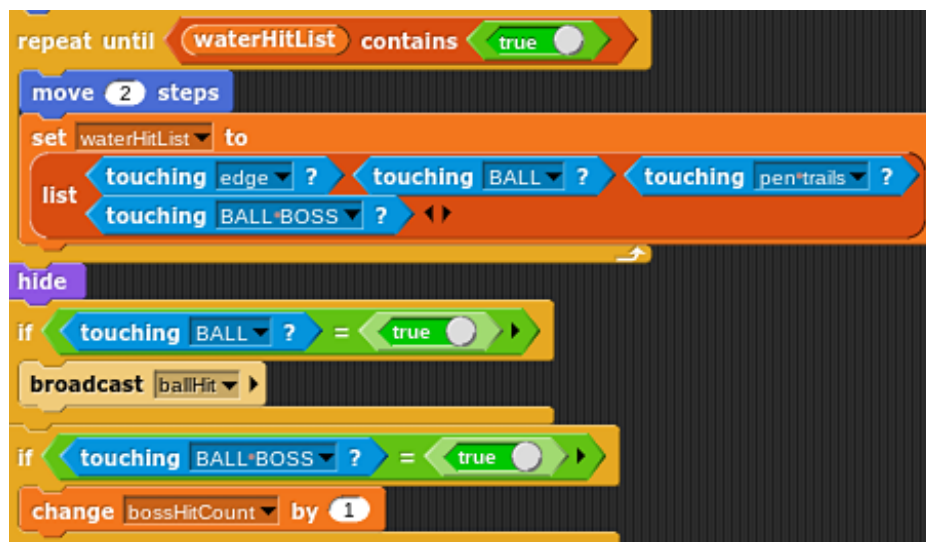 repeat until waterHitList contains true
move 2 steps
set waterHitList to
list touching edge ? touching BALL ? touching pen trails ?
touching BALL BOSS ?
hide
if touching BALL ? = true
broadcast ballHit
if touching BALL BOSS ? = true
change bossHitCount by 1